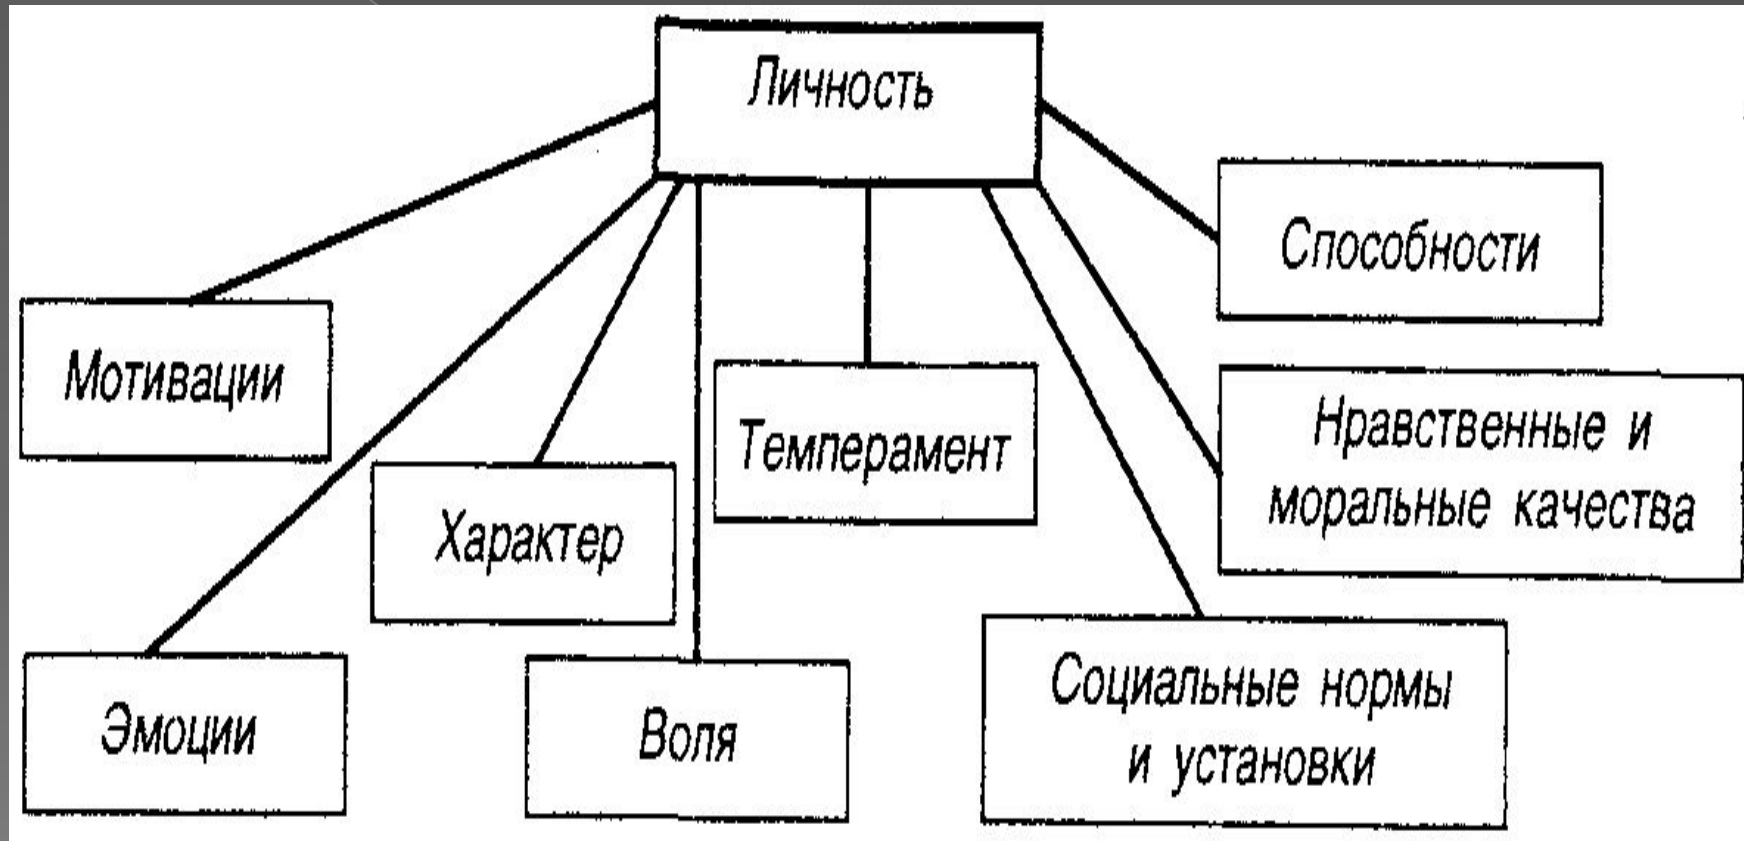 Личность
Способности
Мотивации
Нравственные и
моральные качества
Темперамент
Характер
Социальные нормы
и установки
Эмоции
Воля